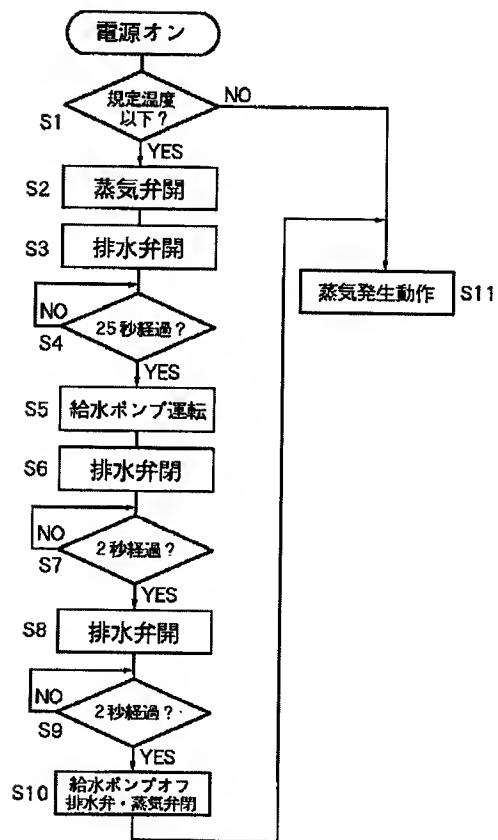 電源オン
S1
規定温度
以下?
NO
YES
S2
蒸気弁開
S3
排水弁開
NO
S4
25秒経過?
YES
S5
給水ポンプ運転
S6
排水弁閉
NO
S7
2秒経過?
YES
S8
排水弁開
NO
S9
2秒経過?
YES
S10
給水ポンプオフ
排水弁・蒸気弁閉
蒸気発生動作
S11